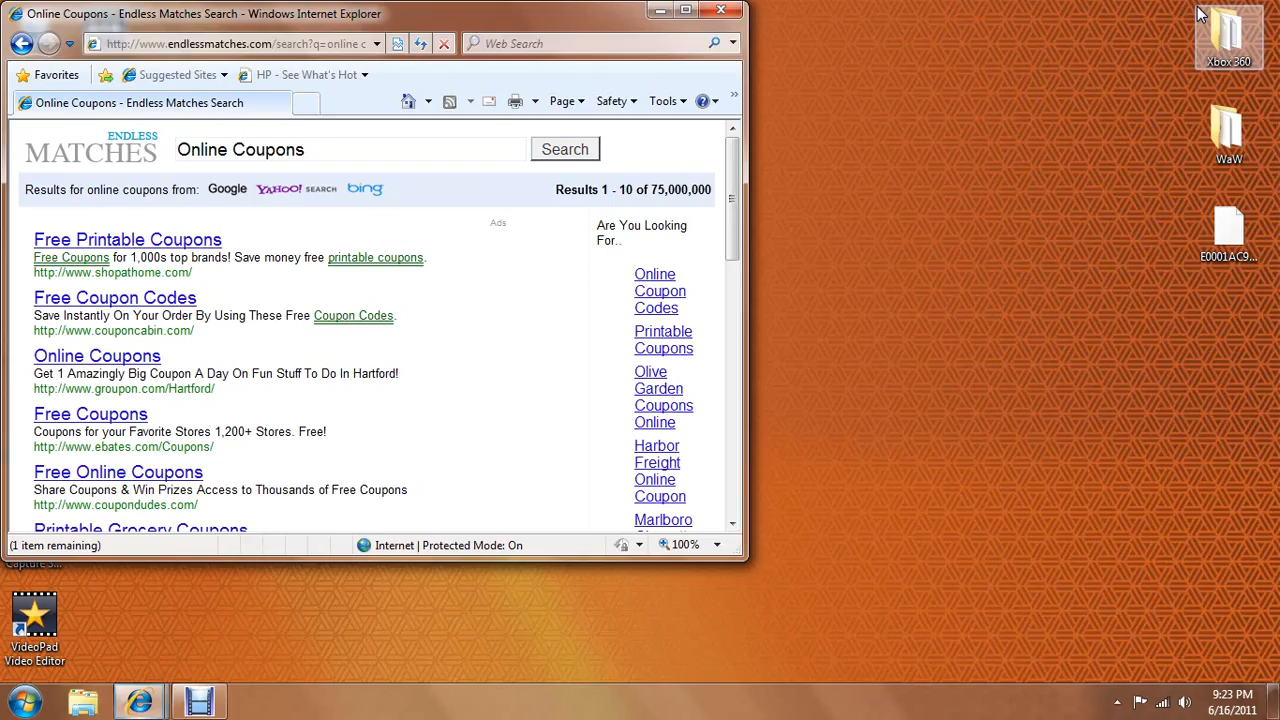 Online Coupons - Endless Matches Search - Windows Internet Explorer
http://www.endlessmatches.com/search?q=online c
Web Search
Favorites
Suggested Sites
HP - See What's Hot
Online Coupons - Endless Matches Search
Page
Safety
Tools
»
ENDLESS
MATCHES
Online Coupons
Search
Results for online coupons from: Google YAHOO! SEARCH bing
Results 1 - 10 of 75,000,000
Ads
Free Printable Coupons
Free Coupons for 1,000s top brands! Save money free printable coupons.
http://www.shopathome.com/
Free Coupon Codes
Save Instantly On Your Order By Using These Free Coupon Codes.
http://www.couponcabin.com/
Online Coupons
Get 1 Amazingly Big Coupon A Day On Fun Stuff To Do In Hartford!
http://www.groupon.com/Hartford/
Free Coupons
Coupons for your Favorite Stores 1,200+ Stores. Free!
http://www.ebates.com/Coupons/
Free Online Coupons
Share Coupons & Win Prizes Access to Thousands of Free Coupons
http://www.coupondudes.com/
Printable Grocery Coupons
Are You Looking
For..
Online
Coupon
Codes
Printable
Coupons
Olive
Garden
Coupons
Online
Harbor
Freight
Online
Coupon
Marlboro
(1 item remaining)
Internet | Protected Mode: On
100%
Xbox 360
WaW
E0001AC9...
Capture S...
VideoPad
Video Editor
9:23 PM
6/16/2011